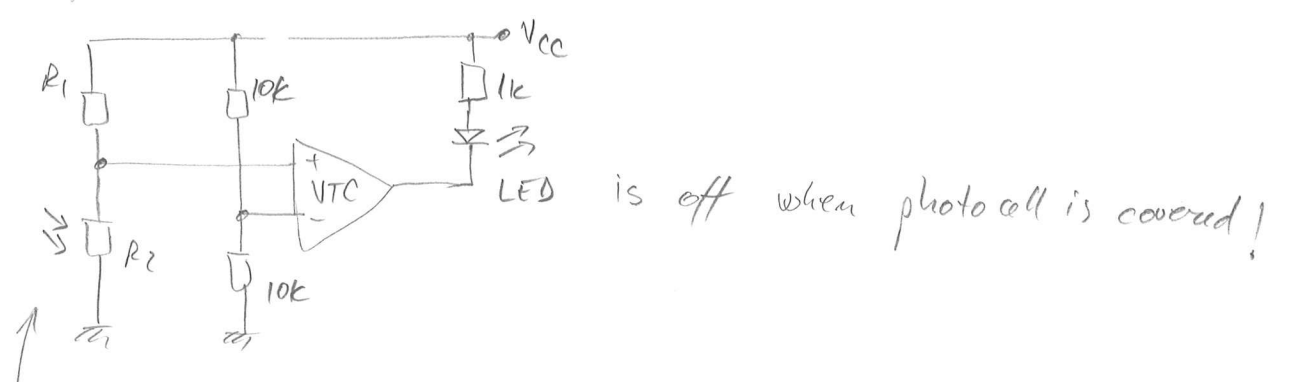 Vcc
R1
10k
1k
+
VTC
-
LED is off when photocell is covered!
R2
10k